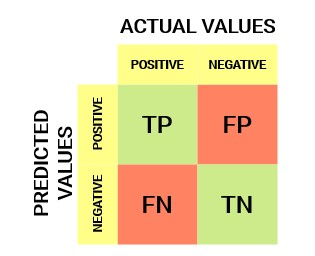 ACTUAL VALUES
POSITIVE NEGATIVE
PREDICTED
VALUES
POSITIVE
TP FP
NEGATIVE
FN TN